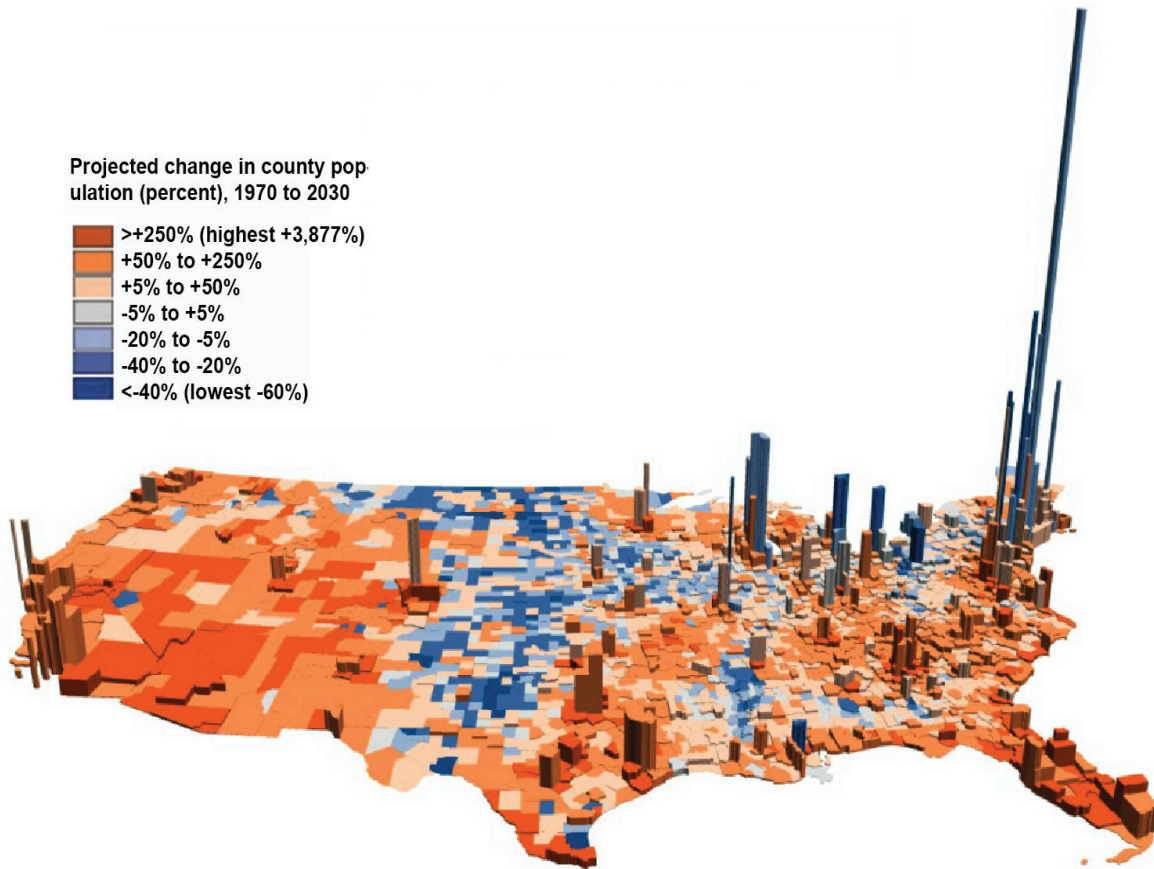 Projected change in county pop-
ulation (percent), 1970 to 2030
>+250% (highest +3,877%)
+50% to +250%
+5% to +50%
-5% to +5%
-20% to -5%
-40% to -20%
<-40% (lowest -60%)